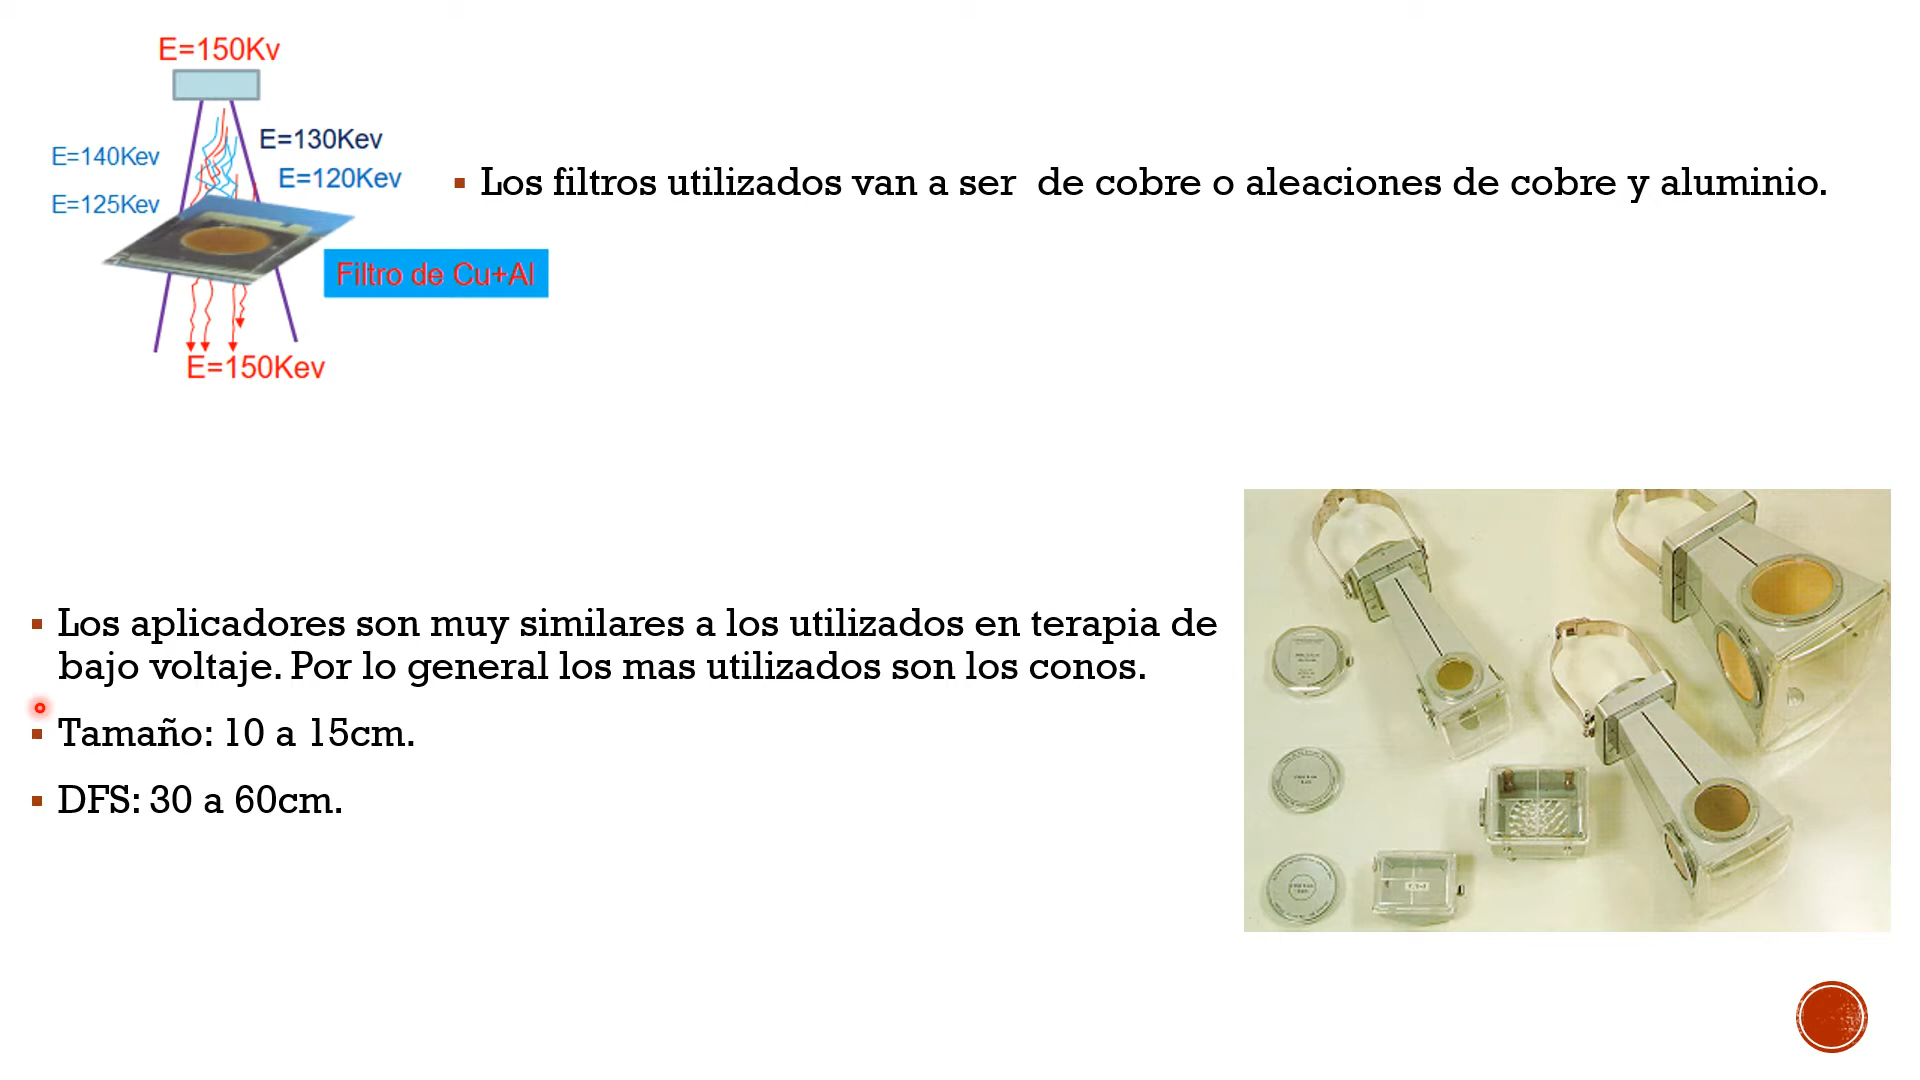 E=150Kv
E=130Kev
E=140Kev
E=120Kev
E=125Kev
Filtro de Cu+Al
E=150Kev
▪ Los filtros utilizados van a ser de cobre o aleaciones de cobre y aluminio.
▪ Los aplicadores son muy similares a los utilizados en terapia de
bajo voltaje. Por lo general los mas utilizados son los conos.
▪ Tamaño: 10 a 15cm.
▪ DFS: 30 a 60cm.